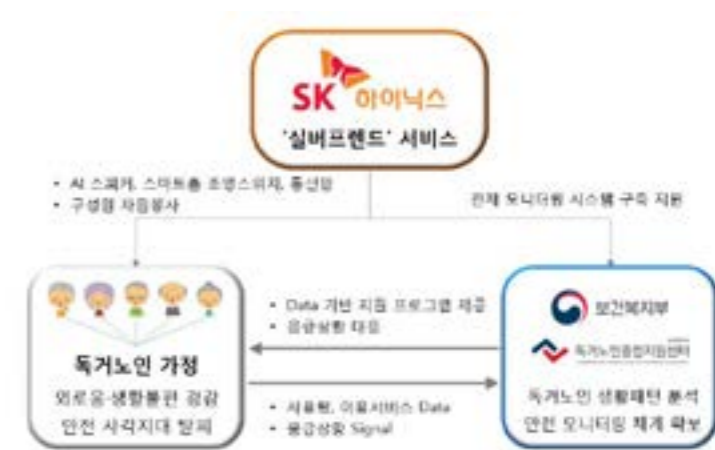 SK 하이닉스
'실버프렌드' 서비스
• AI 스피커, 스마트홈 조명스위치, 통신망
• 구성원 자원봉사
전체 모니터링 시스템 구축 지원
• Data 기반 지원 프로그램 제공
• 응급상황 대응
보건복지부
독거노인종합지원센터
독거노인 가정
외로움·생활불편 경감
안전 사각지대 탈피
독거노인 생활패턴 분석
안전 모니터링 체계 확보
• 사용량, 이용서비스 Data
• 응급상황 Signal